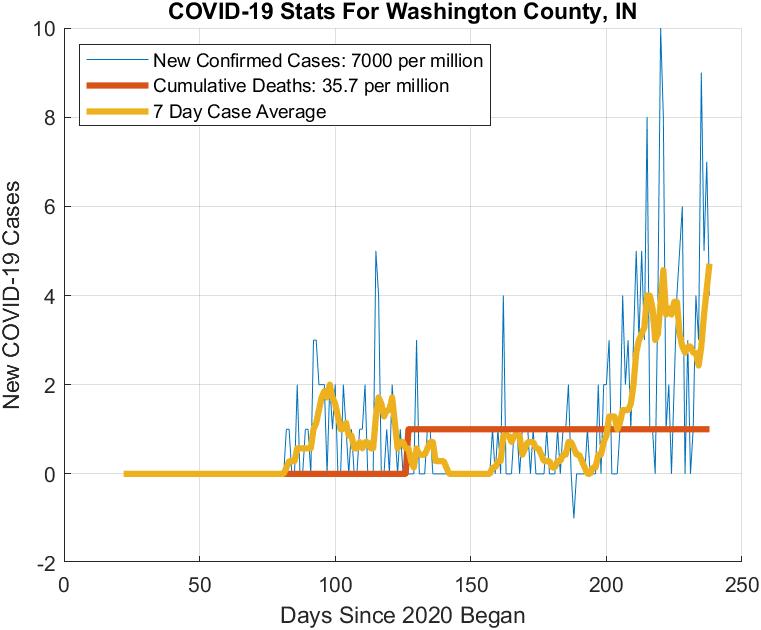 COVID-19 Stats For Washington County, IN
New Confirmed Cases: 7000 per million
Cumulative Deaths: 35.7 per million
7 Day Case Average
New COVID-19 Cases
10
8
6
4
2
0
-2
0 50 100 150 200 250
Days Since 2020 Began